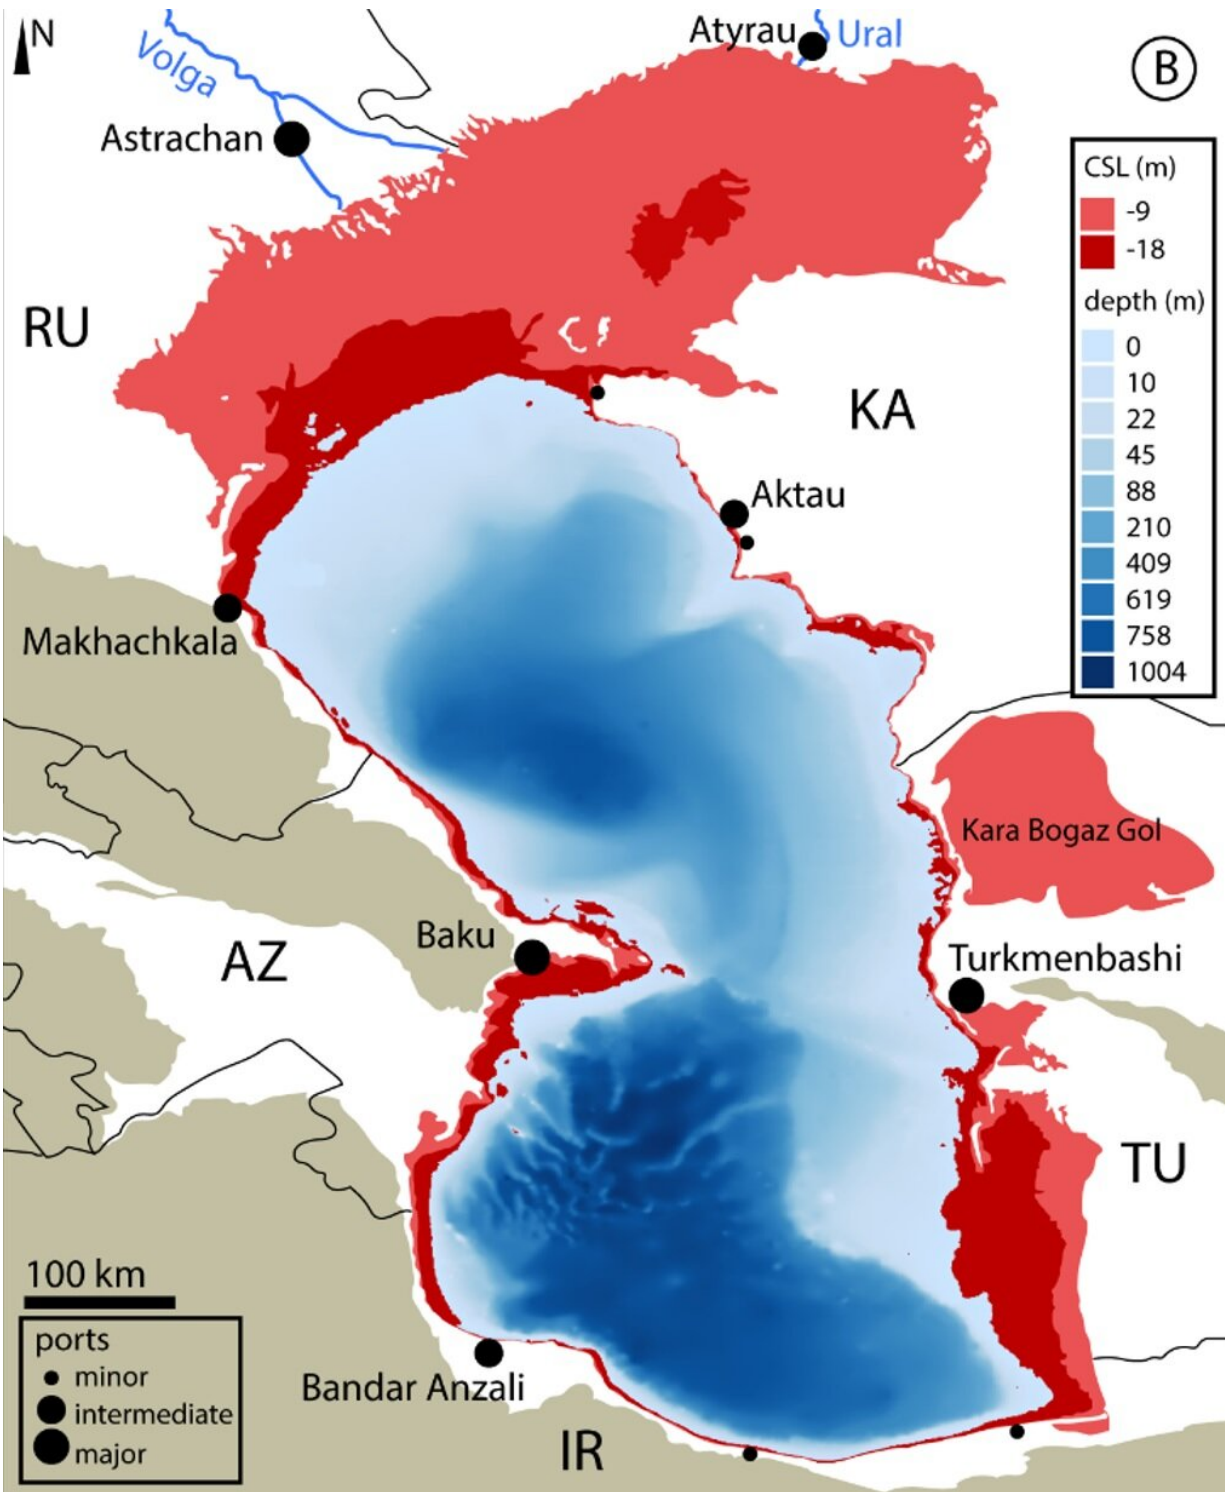 N
Volga
Atyrau
Ural
B
Astrachan
CSL (m)
-9
-18
depth (m)
0
10
22
45
88
210
409
619
758
1004
RU
KA
Aktau
Makhachkala
Kara Bogaz Gol
Baku
AZ
Turkmenbashi
TU
100 km
ports
minor
intermediate
major
Bandar Anzali
IR